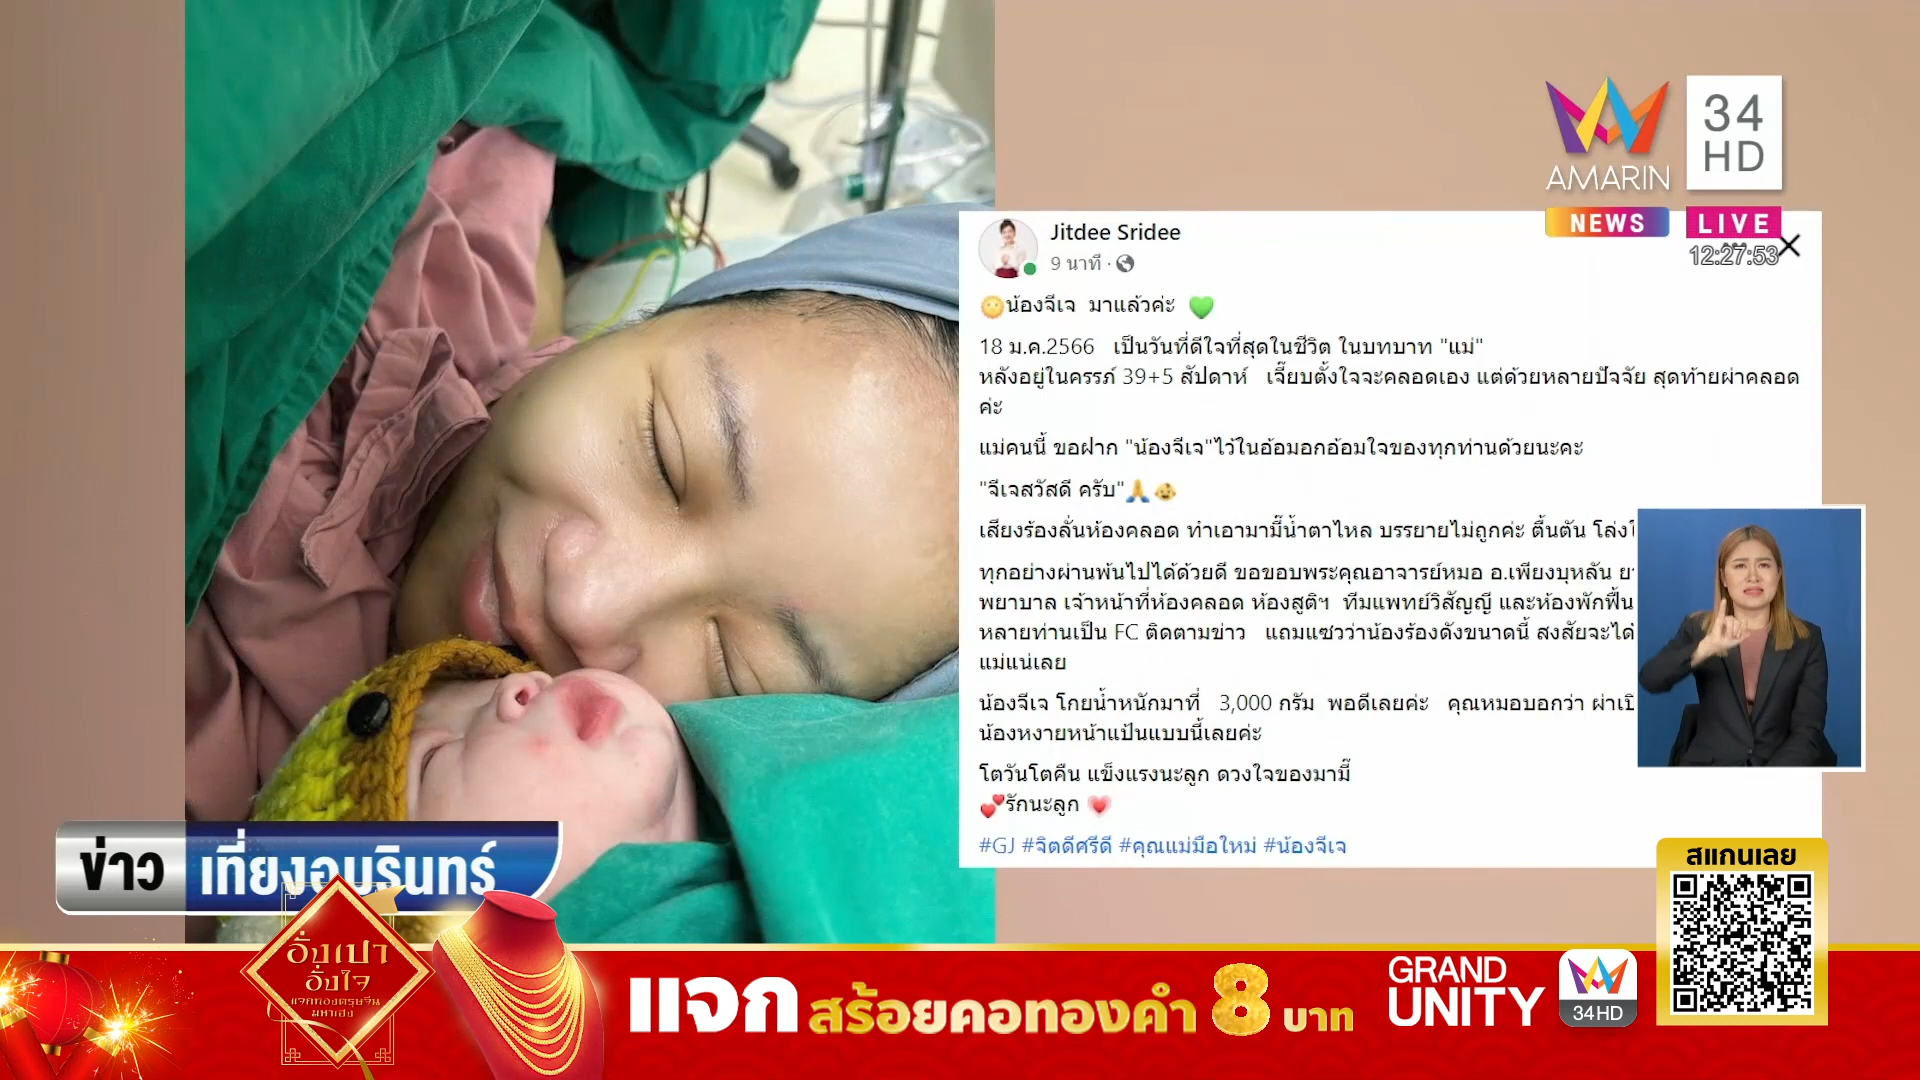 AMARIN
34
HD
NEWS
LIVE
12:27:53
Jitdee Sridee
9 นาที ·
น้องจีเจ มาแล้วค่ะ
18 ม.ค.2566 เป็นวันที่ดีใจที่สุดในชีวิต ในบทบาท "แม่"
หลังอยู่ในครรภ์ 39+5 สัปดาห์ เจี๊ยบตั้งใจจะคลอดเอง แต่ด้วยหลายปัจจัย สุดท้ายผ่าคลอด
ค่ะ
แม่คนนี้ ขอฝาก "น้องจีเจ"ไว้ในอ้อมอกอ้อมใจของทุกท่านด้วยนะคะ
"จีเจสวัสดี ครับ"
เสียงร้องลั่นห้องคลอด ทำเอามามี๊น้ำตาไหล บรรยายไม่ถูกค่ะ ตื้นตัน
ทุกอย่างผ่านพ้นไปได้ด้วยดี ขอขอบพระคุณอาจารย์หมอ อ.เพียงบุหลัน
พยาบาล เจ้าหน้าที่ห้องคลอด ห้องสูติฯ ทีมแพทย์วิสัญญี และห้องพักฟื้น
หลายท่านเป็น FC ติดตามข่าว แถมแซวว่าน้องร้องดังขนาดนี้ สงสัยจะได้
แม่แน่เลย
น้องจีเจ โกยน้ำหนักมาที่ 3,000 กรัม พอดีเลยค่ะ คุณหมอบอกว่า
น้องหงายหน้าแป้นแบบนี้เลยค่ะ
โตวันโตคืน แข็งแรงนะลูก ดวงใจของมามี๊
รักนะลูก
#GJ #จิตดีศรีดี #คุณแม่มือใหม่ #น้องจีเจ
ข่าว เที่ยงอมรินทร์
สแกนเลย
อั่งเปา
อั่งใจ
แจกทองตรุษจีน
มหาเฮง
แจก สร้อยคอทองคำ 8 บาท
GRAND
UNITY
34HD